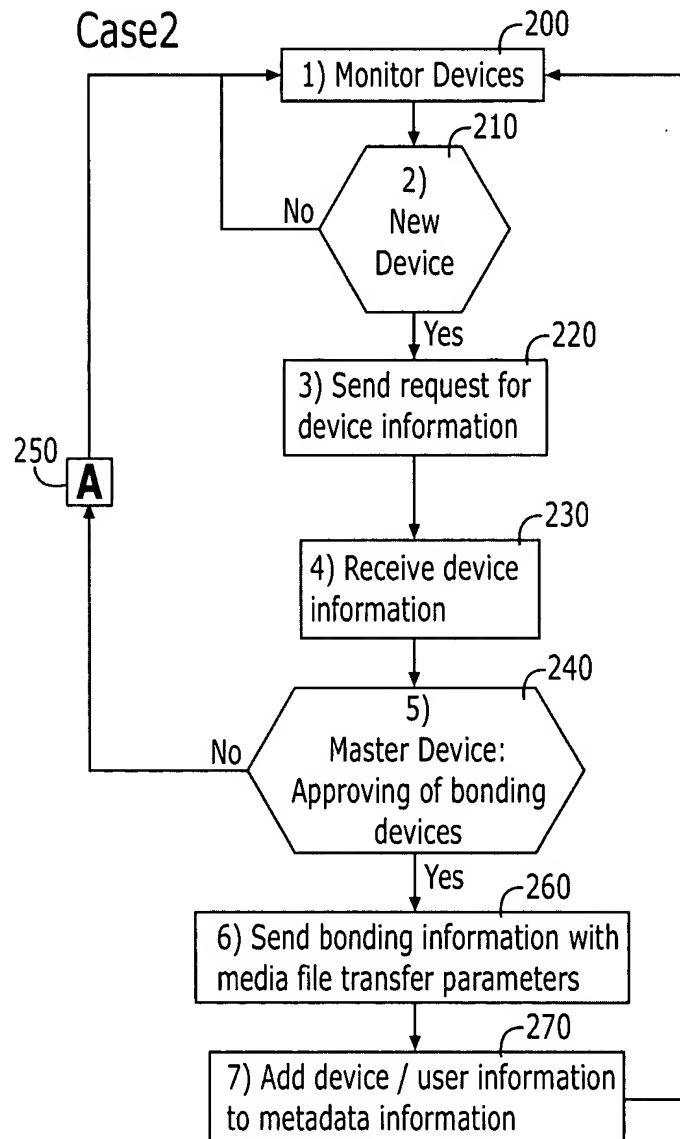 Case2
200
1) Monitor Devices
210
2)
New
Device
No
Yes
220
3) Send request for
device information
250
A
230
4) Receive device
information
240
5)
Master Device:
Approving of bonding
devices
No
Yes
260
6) Send bonding information with
media file transfer parameters
270
7) Add device / user information
to metadata information